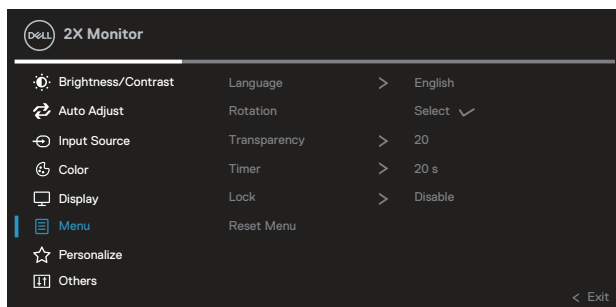 DELL 2X Monitor
Brightness/Contrast Language > English
Auto Adjust Rotation Select ✓
Input Source Transparency > 20
Color Timer > 20 s
Display Lock > Disable
Menu Reset Menu
Personalize
Others
< Exit